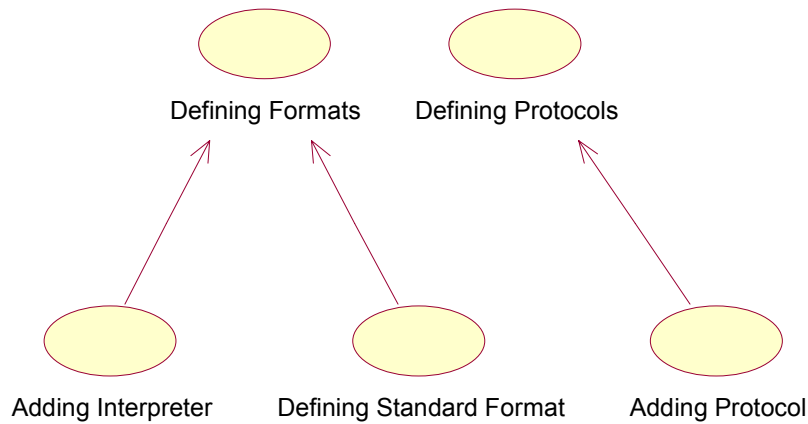 Defining Formats
Defining Protocols
Adding Interpreter
Defining Standard Format
Adding Protocol